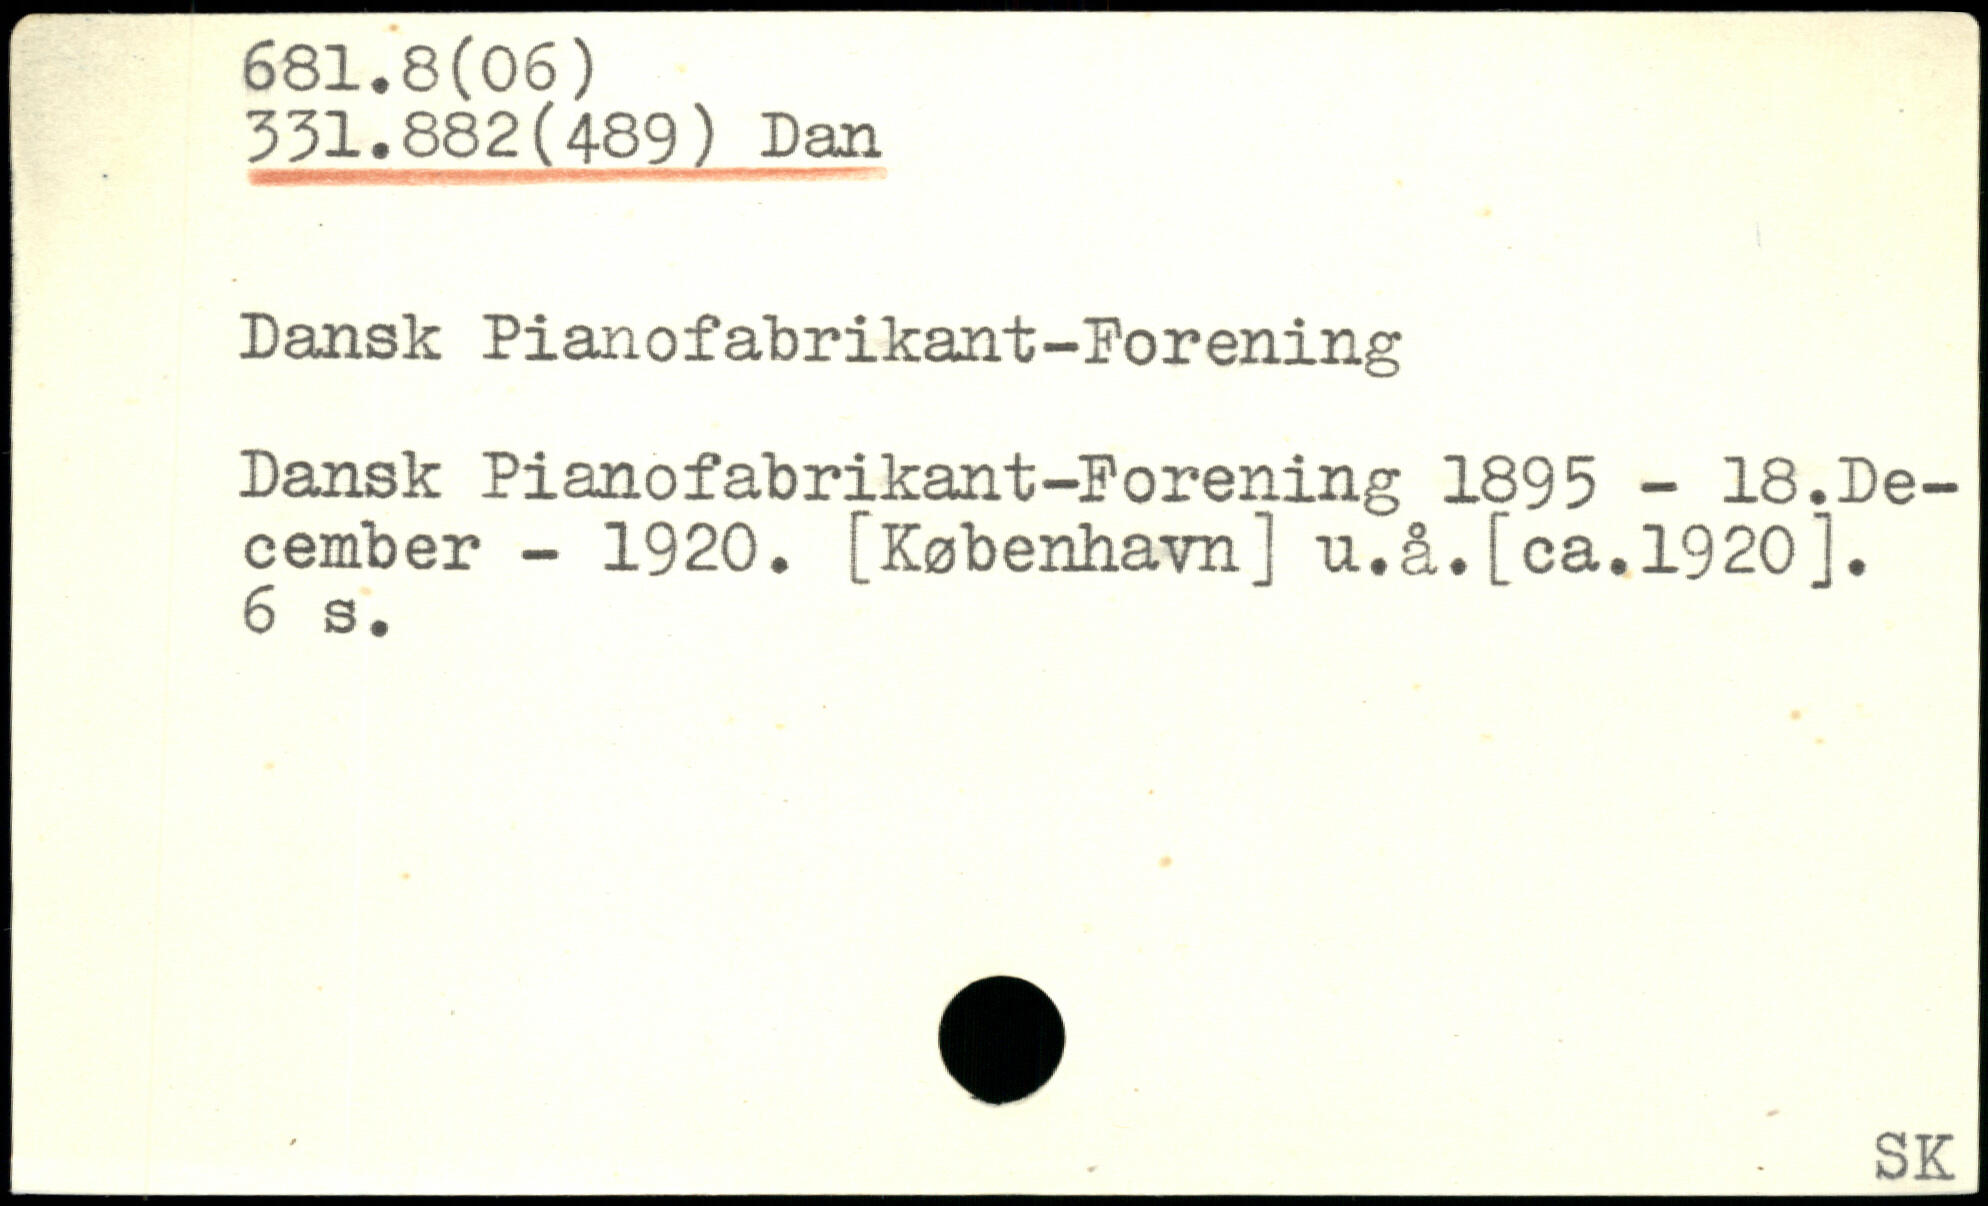 681.8(06)
331.882(489) Dan
Dansk Pianofabrikant-Forening
Dansk Pianofabrikant-Forening 1895 - 18.De-
cember - 1920. [København] u.å.[ca.1920].
6 s.
SK